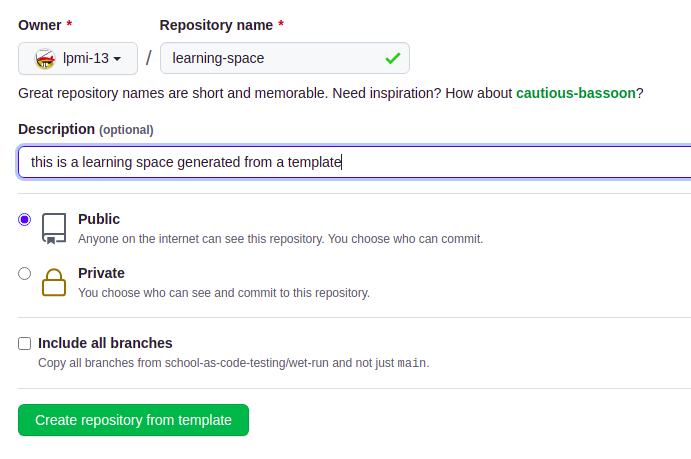 Owner * Repository name *
lpmi-13 / learning-space
Great repository names are short and memorable. Need inspiration? How about cautious-bassoon?
Description (optional)
this is a learning space generated from a template
Public
Anyone on the internet can see this repository. You choose who can commit.
Private
You choose who can see and commit to this repository.
Include all branches
Copy all branches from school-as-code-testing/wet-run and not just main.
Create repository from template